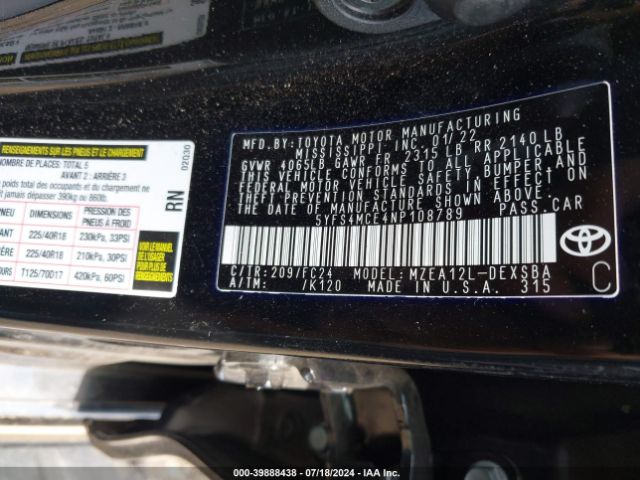 RENSEIGNEMENTS SUR LES PNEUS ET LE CHARGEMENT
NOMBRE DE PLACES: TOTAL 5
AVANT 2 : ARRIÈRE 3
poids total des occupants et du chargement ne
jamais dépasser 390kg ou 860lb.
PNEU DIMENSIONS PRESSION DES PNEUS À FROID
225/40R18 230kPa, 33PSI
225/40R18 210kPa, 30PSI
T125/70D17 420kPa, 60PSI
02Q30
RN
MFD.BY:TOYOTA MOTOR MANUFACTURING
MISSISSIPPI, INC. 01/22
GVWR 4065LB GAWR FR 2315 LB RR 2140 LB
THIS VEHICLE CONFORMS TO ALL APPLICABLE
FEDERAL MOTOR VEHICLE SAFETY, BUMPER, AND
THEFT PREVENTION STANDARDS IN EFFECT ON
THE DATE OF MANUFACTURE SHOWN ABOVE.
5YFS4MCE4NP108789 PASS.CAR
C/TR:209/FC24 MODEL:MZEA12L-DEXSBA
A/TM: /K120 MADE IN U.S.A. 315
C
000-39888438 - 07/18/2024 - IAA Inc. (IAA)